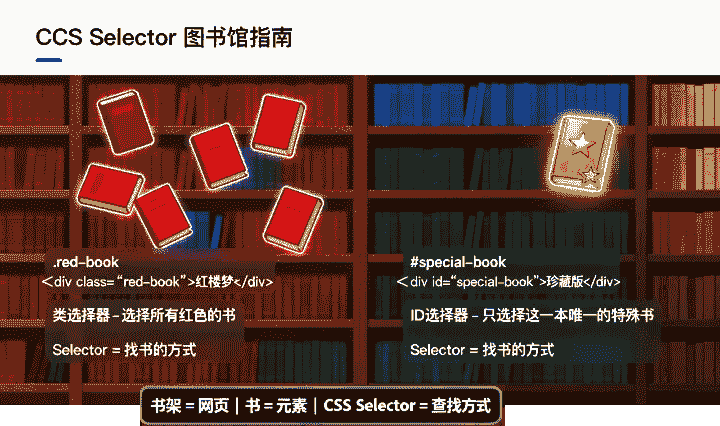 CCS Selector 图书馆指南
.red-book
<div class=“red-book”>红楼梦</div>
类选择器 – 选择所有红色的书
Selector = 找书的方式
#special-book
<div id=“special-book”>珍藏版</div>
ID选择器 – 只选择这一本唯一的特殊书
Selector = 找书的方式
书架 = 网页 | 书 = 元素 | CSS Selector = 查找方式